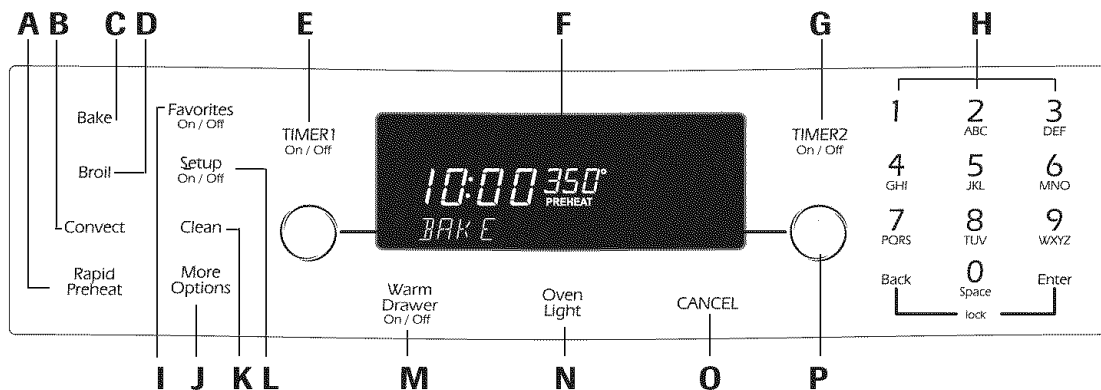 A B C D E F G H
Bake
Favorites
On / Off
TIMER1
On / Off
TIMER2
On / Off
1 2 3
ABC DEF
Broil
Setup
On / Off
10:00 350°
PREHEAT
BAKE
4 5 6
GHI JKL MNO
Convect
Clean
7 8 9
PQRS TUV WXYZ
Rapid
Preheat
More
Options
Warm
Drawer
On / Off
Oven
Light
CANCEL
Back 0 Enter
Space
lock
I J K L M N O P